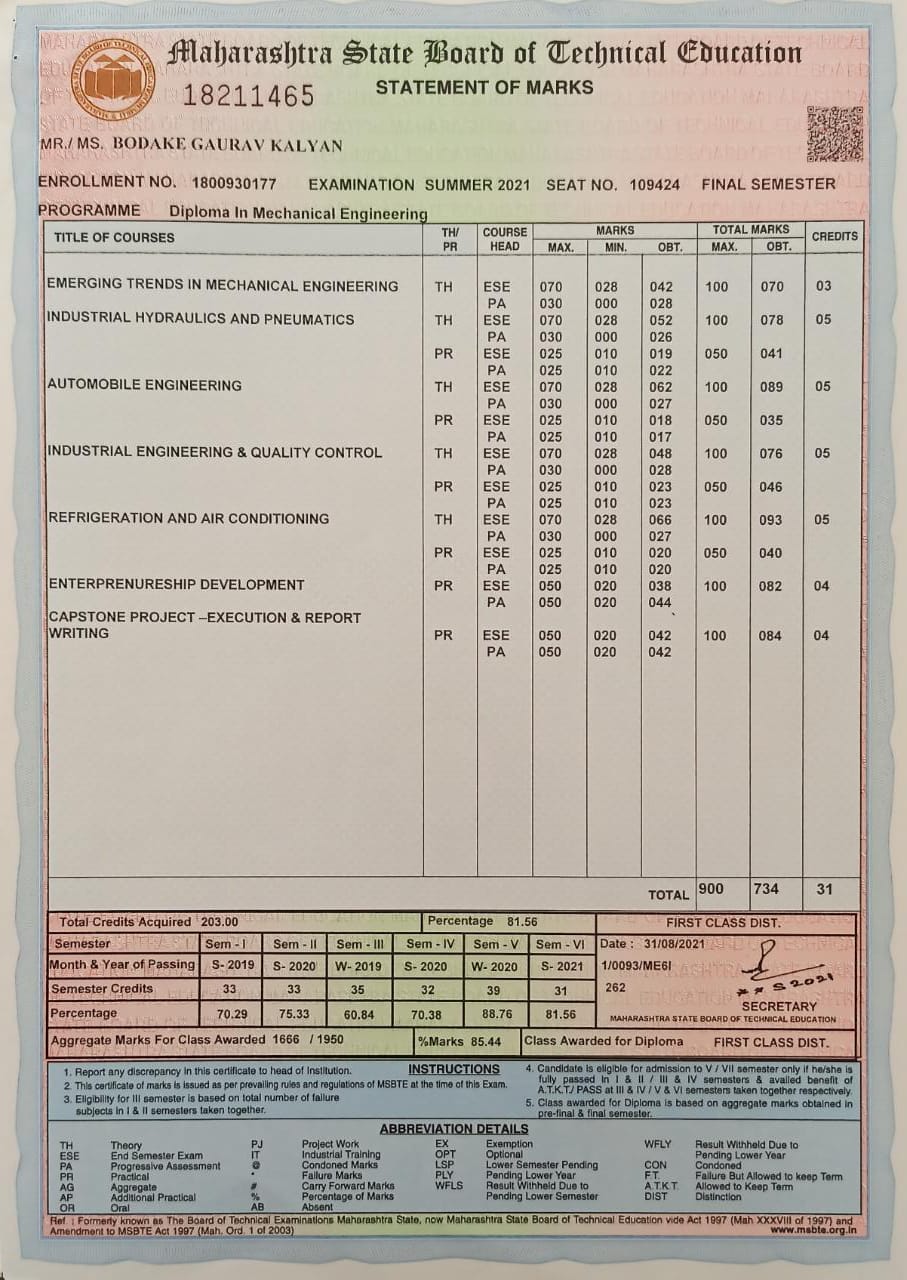 Maharashtra State Board of Technical Education
18211465 STATEMENT OF MARKS
MR./ MS. BODAKE GAURAV KALYAN
ENROLLMENT NO. 1800930177 EXAMINATION SUMMER 2021 SEAT NO. 109424 FINAL SEMESTER
PROGRAMME Diploma In Mechanical Engineering
TITLE OF COURSES TH/ PR COURSE HEAD MARKS TOTAL MARKS CREDITS
MAX. MIN. OBT. MAX. OBT.
EMERGING TRENDS IN MECHANICAL ENGINEERING TH ESE 070 028 042 100 070 03
PA 030 000 028
INDUSTRIAL HYDRAULICS AND PNEUMATICS TH ESE 070 028 052 100 078 05
PA 030 000 026
PR ESE 025 010 019 050 041
PA 025 010 022
AUTOMOBILE ENGINEERING TH ESE 070 028 062 100 089 05
PA 030 000 027
PR ESE 025 010 018 050 035
PA 025 010 017
INDUSTRIAL ENGINEERING & QUALITY CONTROL TH ESE 070 028 048 100 076 05
PA 030 000 028
PR ESE 025 010 023 050 046
PA 025 010 023
REFRIGERATION AND AIR CONDITIONING TH ESE 070 028 066 100 093 05
PA 030 000 027
PR ESE 025 010 020 050 040
PA 025 010 020
ENTERPRENURESHIP DEVELOPMENT PR ESE 050 020 038 100 082 04
PA 050 020 044
CAPSTONE PROJECT –EXECUTION & REPORT
WRITING PR ESE 050 020 042 100 084 04
PA 050 020 042
TOTAL 900 734 31
Total Credits Acquired 203.00 Percentage 81.56 FIRST CLASS DIST.
Semester Sem - I Sem - II Sem - III Sem - IV Sem - V Sem - VI Date : 31/08/2021
Month & Year of Passing S- 2019 S- 2020 W- 2019 S- 2020 W- 2020 S- 2021 1/0093/ME6I
Semester Credits 33 33 35 32 39 31 262
** S2021
SECRETARY
Percentage 70.29 75.33 60.84 70.38 88.76 81.56 MAHARASHTRA STATE BOARD OF TECHNICAL EDUCATION
Aggregate Marks For Class Awarded 1666 / 1950 %Marks 85.44 Class Awarded for Diploma FIRST CLASS DIST.
INSTRUCTIONS
1. Report any discrepancy in this certificate to head of Institution.
2. This certificate of marks is issued as per prevailing rules and regulations of MSBTE at the time of this Exam.
3. Eligibility for III semester is based on total number of failure
subjects in I & II semesters taken together.
4. Candidate is eligible for admission to V / VII semester only if he/she is
fully passed in I & II / III & IV semesters & availed benefit of
A.T.K.T./ PASS at III & IV / V & VI semesters taken together respectively.
5. Class awarded for Diploma is based on aggregate marks obtained in
pre-final & final semester.
ABBREVIATION DETAILS
TH Theory PJ Project Work EX Exemption WFLY Result Withheld Due to
ESE End Semester Exam IT Industrial Training OPT Optional Pending Lower Year
PA Progressive Assessment @ Condoned Marks LSP Lower Semester Pending CON Condoned
PR Practical * Failure Marks PLY Pending Lower Year F.T. Failure But Allowed to keep Term
AG Aggregate # Carry Forward Marks WFLS Result Withheld Due to A.T.K.T. Allowed to Keep Term
AP Additional Practical % Percentage of Marks Pending Lower Semester DIST Distinction
OR Oral AB Absent
Ref. : Formerly known as The Board of Technical Examinations Maharashtra State, now Maharashtra State Board of Technical Education vide Act 1997 (Mah XXXVIII of 1997) and
Amendment to MSBTE Act 1997 (Mah. Ord. 1 of 2003) www.msbte.org.in